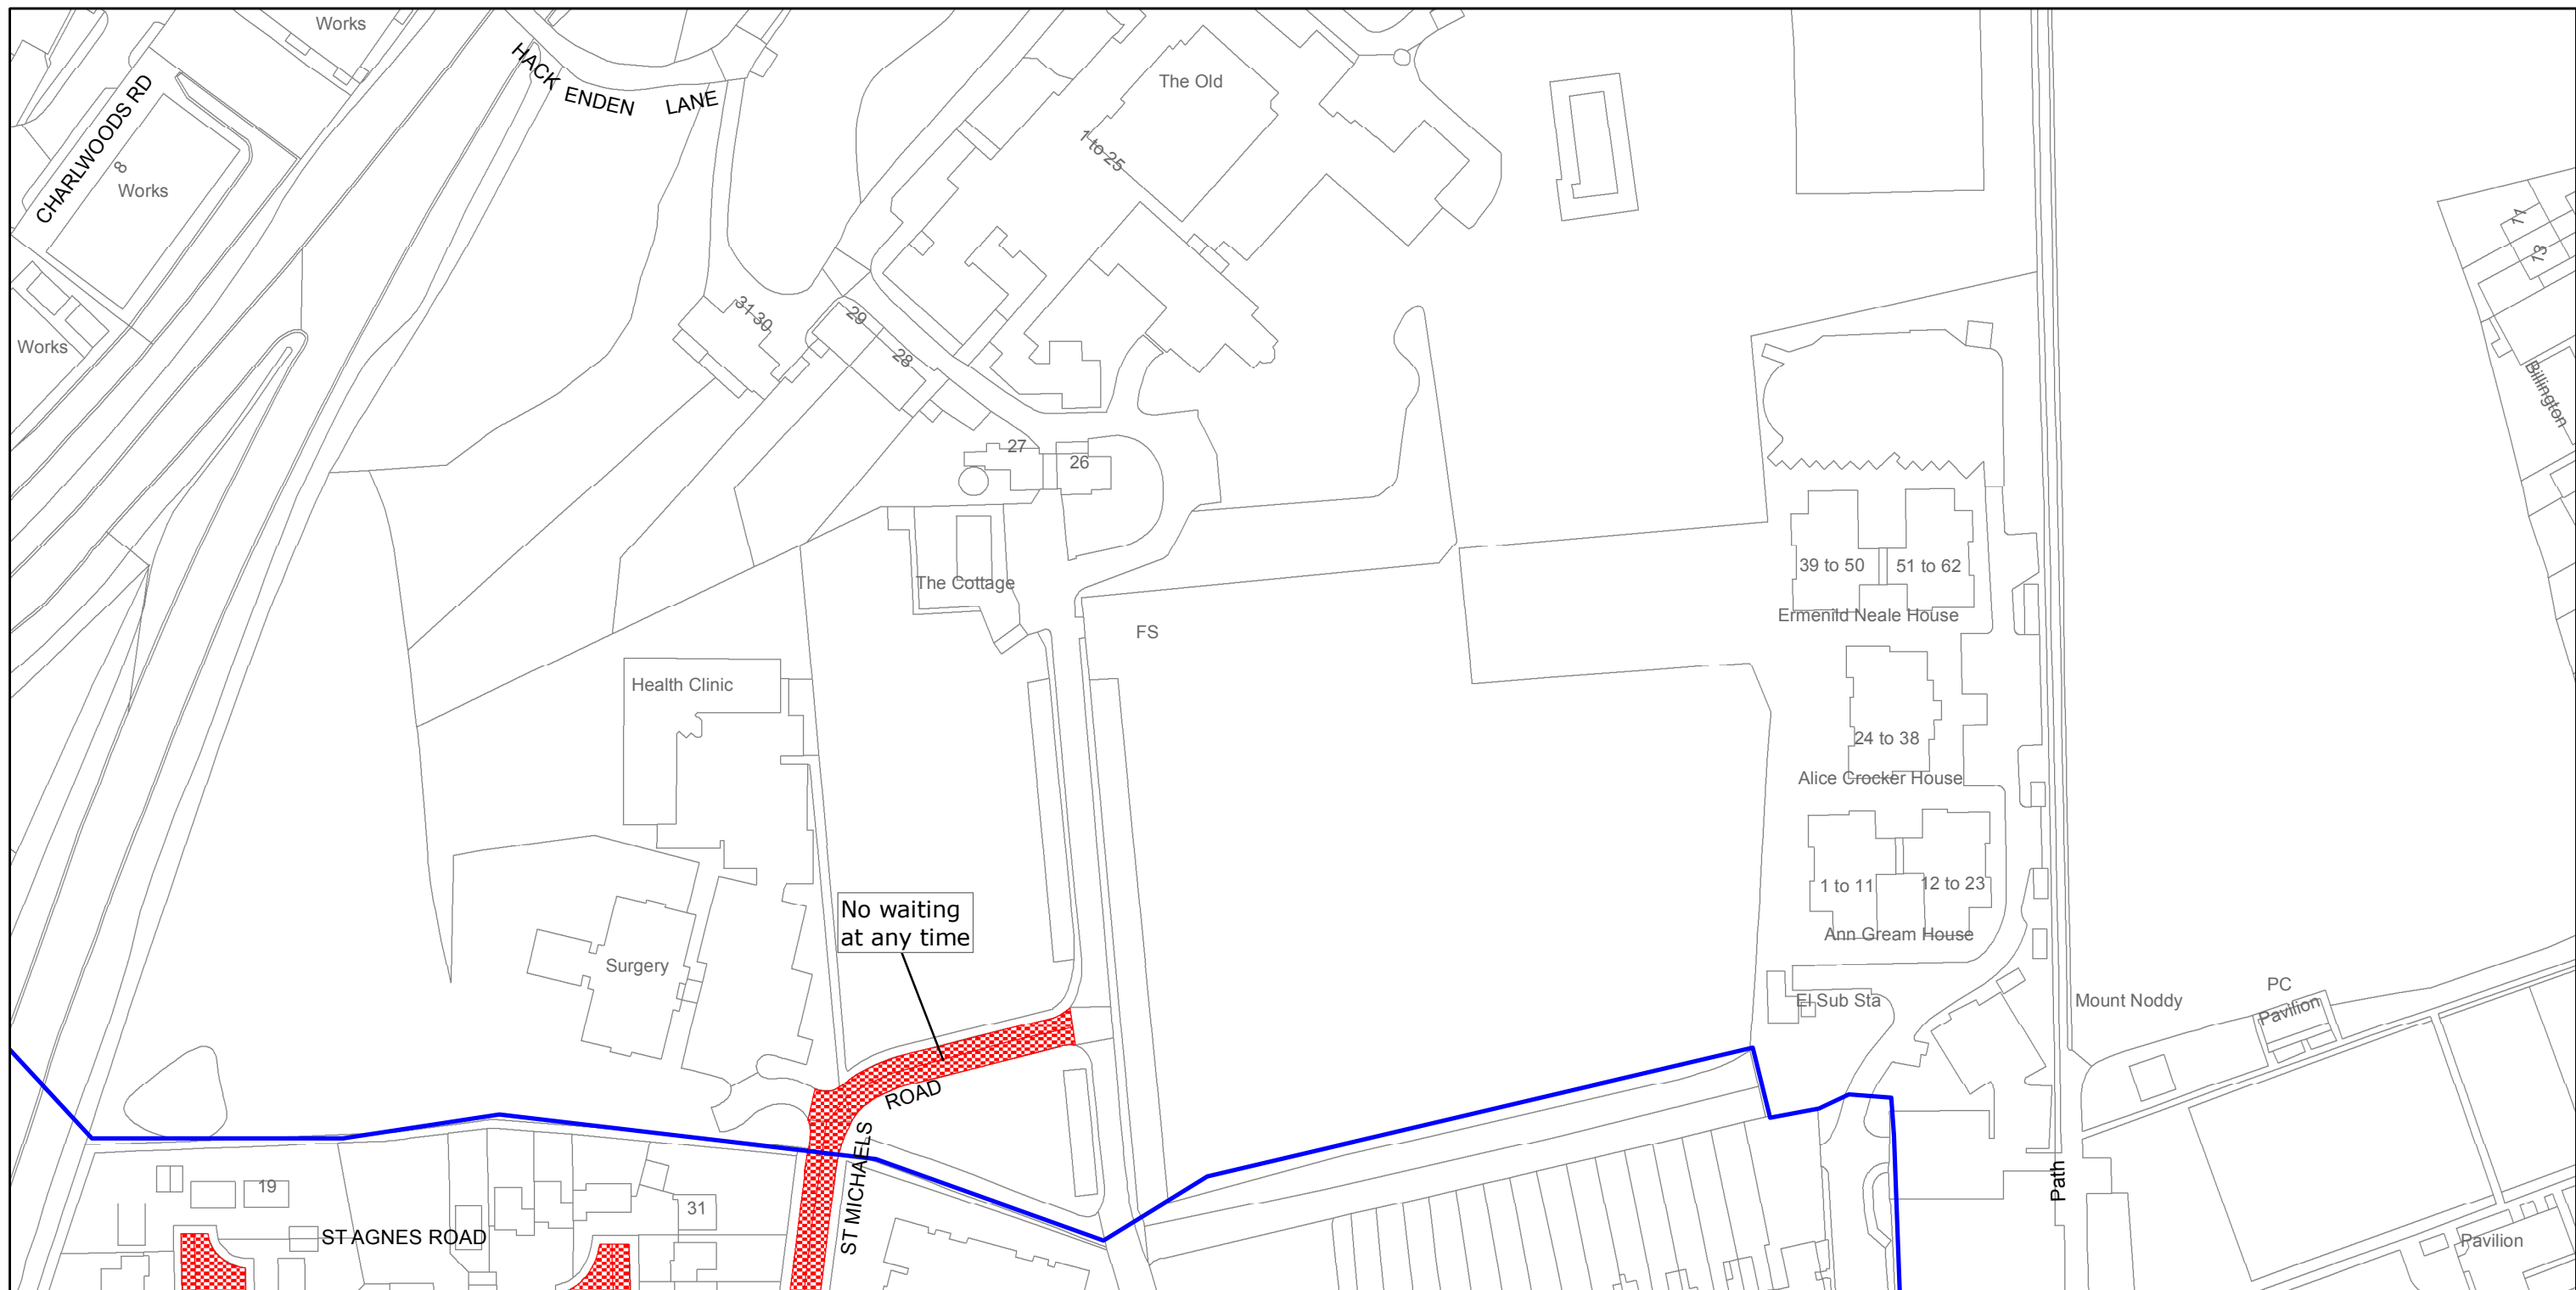 Works
HACK
ENDEN
LANE
CHARLWOODS RD
8
Works
Works
The Old
1 to 25
11
13
Billington
31
30
29
28
27
26
The Cottage
FS
39 to 50
51 to 62
Ermenild Neale House
Health Clinic
24 to 38
Alice Crocker House
1 to 11
12 to 23
Ann Gream House
No waiting
at any time
Surgery
El Sub Sta
Mount Noddy
PC
Pavilion
ROAD
ST MICHAELS
Path
19
31
ST AGNES ROAD
Pavilion